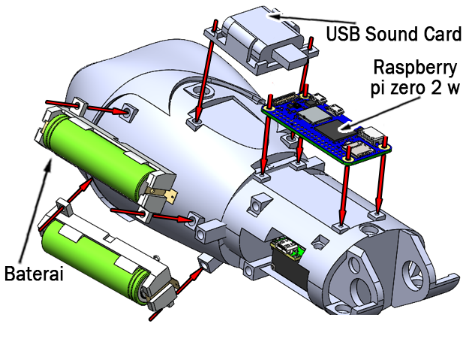 USB Sound Card
Raspberry
pi zero 2 w
Baterai